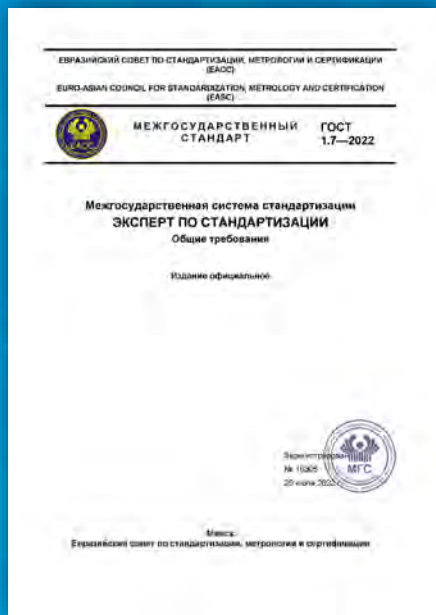 ЕВРАЗИЙСКИЙ СОВЕТ ПО СТАНДАРТИЗАЦИИ, МЕТРОЛОГИИ И СЕРТИФИКАЦИИ
(ЕАСС)
EURO-ASIAN COUNCIL FOR STANDARDIZATION, METROLOGY AND CERTIFICATION
(EASC)
МЕЖГОСУДАРСТВЕННЫЙ
СТАНДАРТ
ГОСТ
1.7—2022
ЕАСС
Межгосударственная система стандартизации
ЭКСПЕРТ ПО СТАНДАРТИЗАЦИИ
Общие требования
Издание официальное
№
МГС
Минск
Евразийский совет по стандартизации, метрологии и сертификации